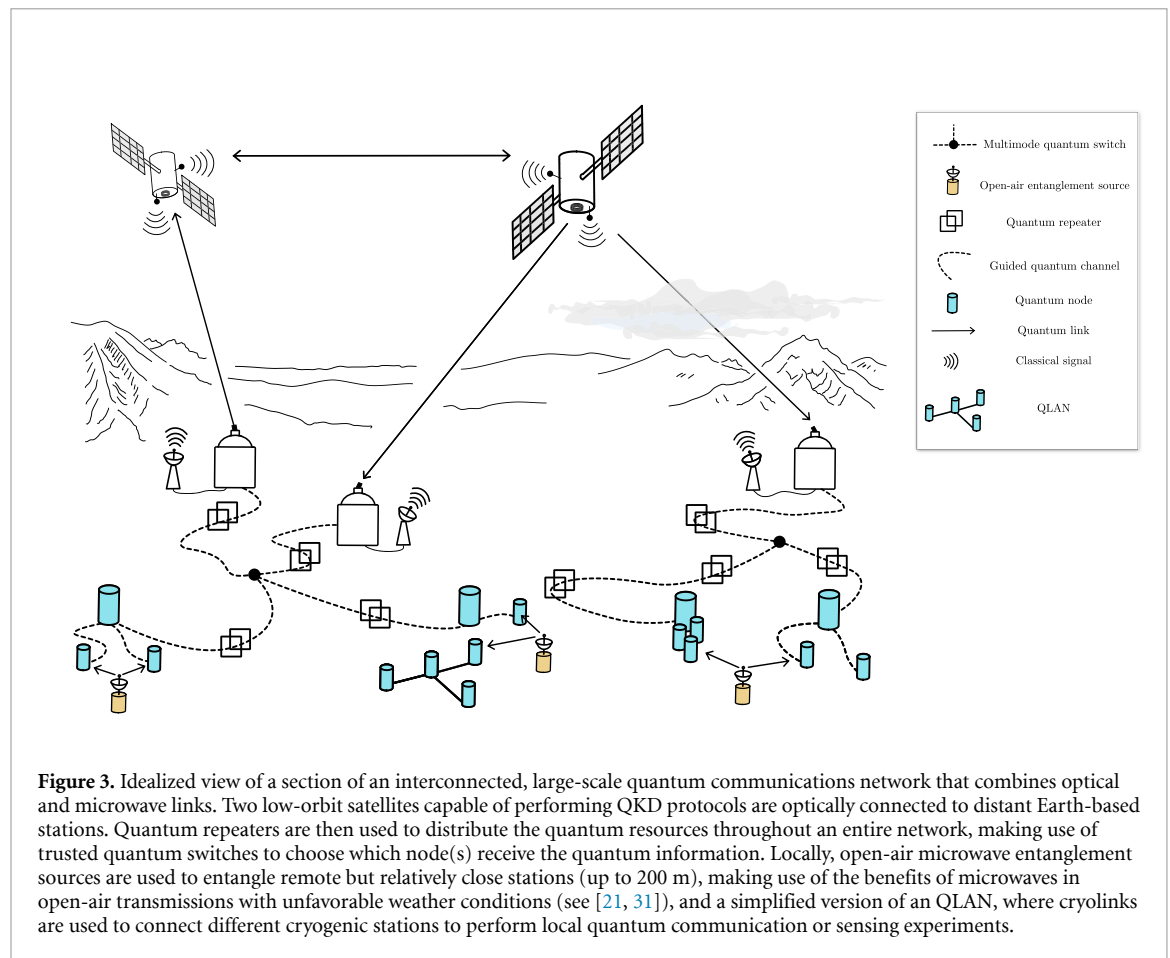 Multimode quantum switch
Open-air entanglement source
Quantum repeater
Guided quantum channel
Quantum node
Quantum link
Classical signal
QLAN
Figure 3. Idealized view of a section of an interconnected, large-scale quantum communications network that combines optical
and microwave links. Two low-orbit satellites capable of performing QKD protocols are optically connected to distant Earth-based
stations. Quantum repeaters are then used to distribute the quantum resources throughout an entire network, making use of
trusted quantum switches to choose which node(s) receive the quantum information. Locally, open-air microwave entanglement
sources are used to entangle remote but relatively close stations (up to 200 m), making use of the benefits of microwaves in
open-air transmissions with unfavorable weather conditions (see [21, 31]), and a simplified version of an QLAN, where cryolinks
are used to connect different cryogenic stations to perform local quantum communication or sensing experiments.